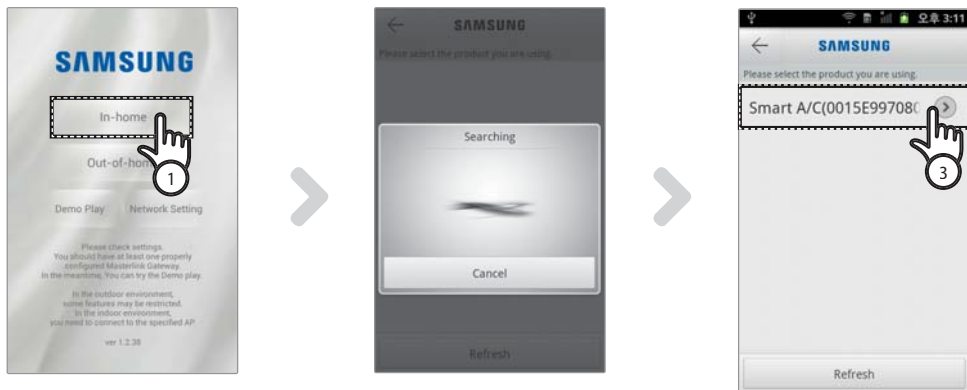 SAMSUNG
In-home
Out-of-hom
1
Demo Play
Network Setting
Please check settings.
You should have at least one properly
configured Masterlink Gateway.
In the meantime, You can try the Demo play.
In the outdoor environment,
some features may be restricted.
In the indoor environment,
you need to connect to the specified AP
ver 1.2.38
SAMSUNG
Please select the product you are using.
Searching
Cancel
Refresh
오후 3:11
SAMSUNG
Please select the product you are using.
Smart A/C(0015E99708
3
Refresh